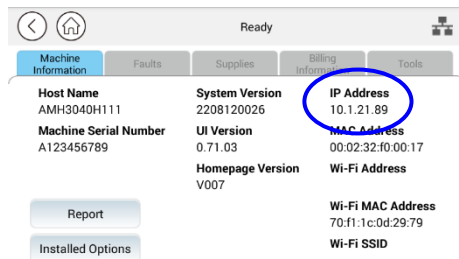 Ready
Machine Information
Faults
Supplies
Billing Information
Tools
Host Name
AMH3040H111
Machine Serial Number
A123456789
System Version
2208120026
UI Version
0.71.03
Homepage Version
V007
IP Address
10.1.21.89
MAC Address
00:02:32:f0:00:17
Wi-Fi Address
Wi-Fi MAC Address
70:f1:1c:0d:29:79
Wi-Fi SSID
Report
Installed Options